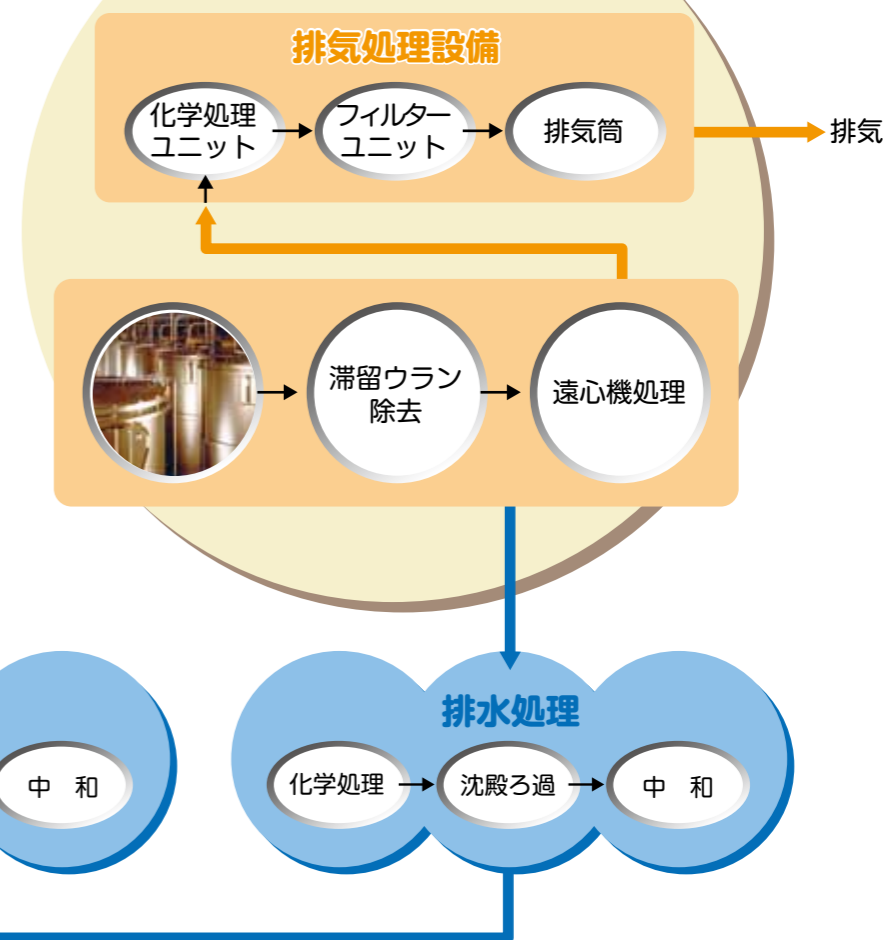 排気処理設備
化学処理
ユニット
フィルター
ユニット
排気筒
排気
滞留ウラン
除去
遠心機処理
排水処理
中 和
化学処理
沈殿ろ過
中 和